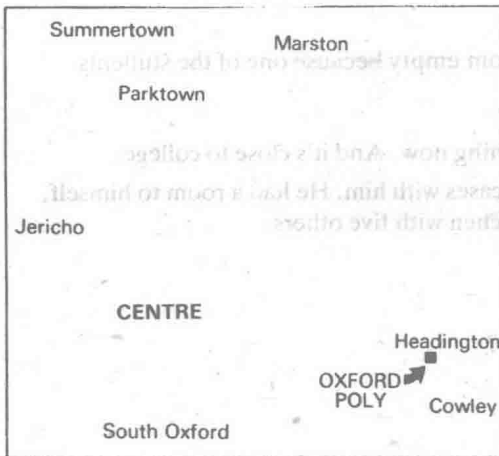 Summertown
Marston
Parktown
Jericho
CENTRE
Headington
OXFORD
POLY
Cowley
South Oxford